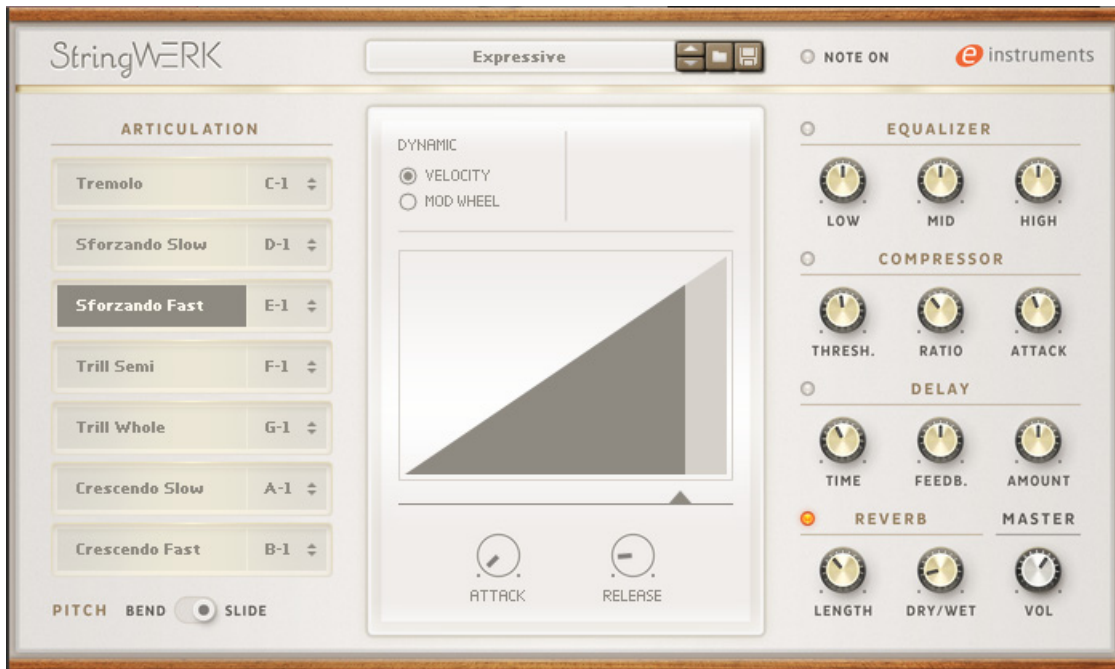 StringWERK
Expressive
NOTE ON
e instruments
ARTICULATION
Tremolo C-1
Sforzando Slow D-1
Sforzando Fast E-1
Trill Semi F-1
Trill Whole G-1
Crescendo Slow A-1
Crescendo Fast B-1
PITCH BEND SLIDE
DYNAMIC
VELOCITY
MOD WHEEL
ATTACK RELEASE
EQUALIZER
LOW MID HIGH
COMPRESSOR
THRESH. RATIO ATTACK
DELAY
TIME FEEDB. AMOUNT
REVERB MASTER
LENGTH DRY/WET VOL